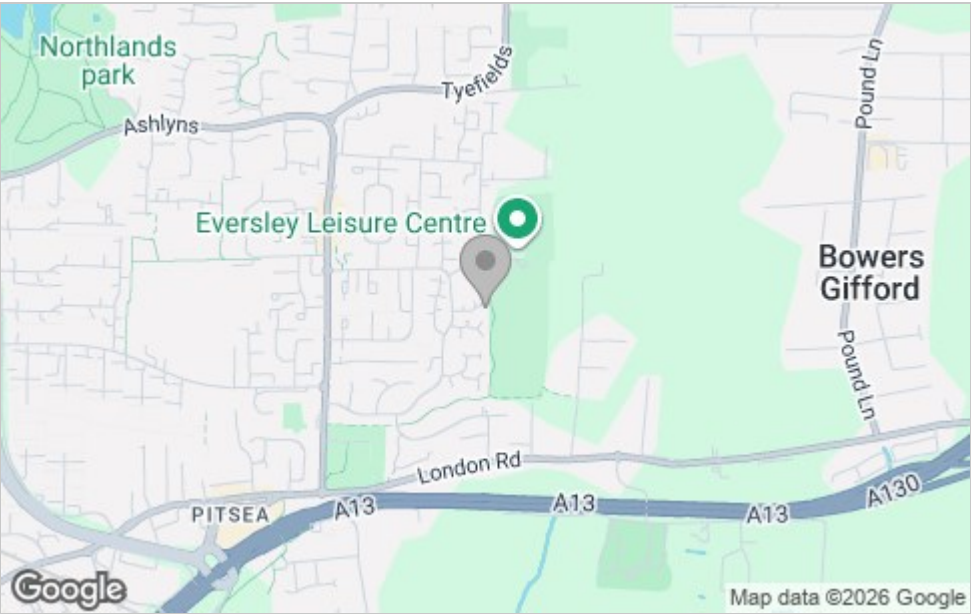 Northlands
park
Ashlyns
Tyefields
Pound Ln
Eversley Leisure Centre
Bowers
Gifford
Pound Ln
London Rd
PITSEA
A13
A13
A13
A130
Google
Map data ©2026 Google